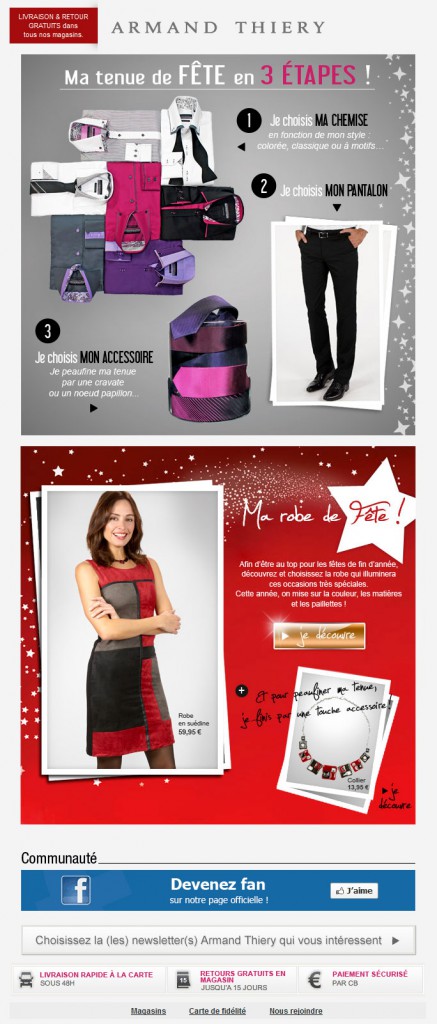 LIVRAISON & RETOUR
GRATUITS dans
tous nos magasins.
ARMAND THIERY
Ma tenue de FÊTE en 3 ÉTAPES !
1 Je choisis MA CHEMISE
en fonction de mon style :
colorée, classique ou à motifs...
2 Je choisis MON PANTALON
3
Je choisis MON ACCESSOIRE
Je peaufine ma tenue
par une cravate
ou un noeud papillon...
Ma robe de Fête !
Afin d'être au top pour les fêtes de fin d'année,
découvrez et choisissez la robe qui illuminera
ces occasions très spéciales.
Cette année, on mise sur la couleur, les matières
et les paillettes !
je découvre
+ Et pour peaufiner ma tenue,
je finis par une touche accessoire !
Robe
en suédine
59,95 €
Collier
13,95 €
je
découvre
Communauté
Devenez fan
sur notre page officielle !
J'aime
Choisissez la (les) newsletter(s) Armand Thiery qui vous intéressent
LIVRAISON RAPIDE À LA CARTE
SOUS 48H
15
RETOURS GRATUITS EN
MAGASIN
JUSQU'A 15 JOURS
€
PAIEMENT SÉCURISÉ
PAR CB
Magasins Carte de fidélité Nous rejoindre